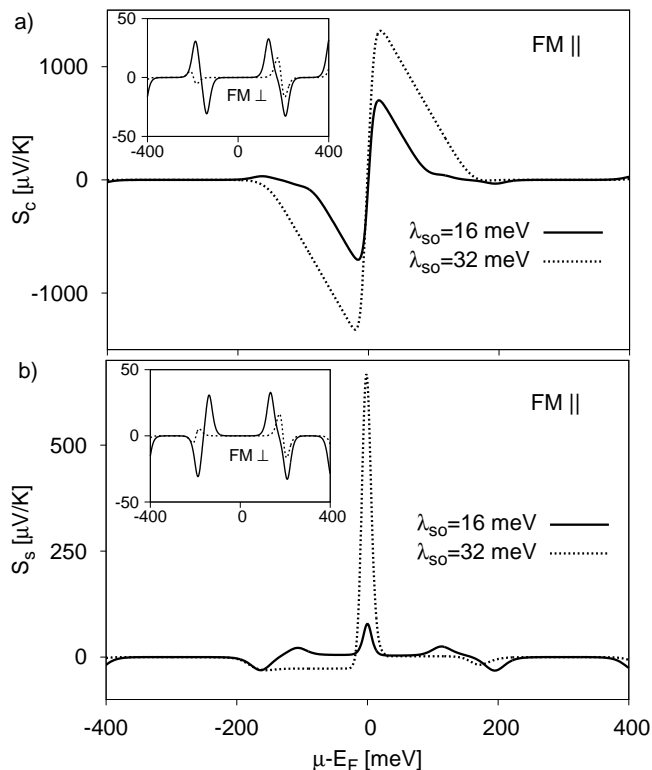 a)
S_c [μV/K]
1000
0
-1000
50
0
-50
-400
0
400
FM ⊥
FM ||
λ_so=16 meV
λ_so=32 meV
b)
S_s [μV/K]
500
250
0
50
0
-50
-400
0
400
FM ⊥
FM ||
λ_so=16 meV
λ_so=32 meV
-400
-200
0
200
400
μ-E_F [meV]